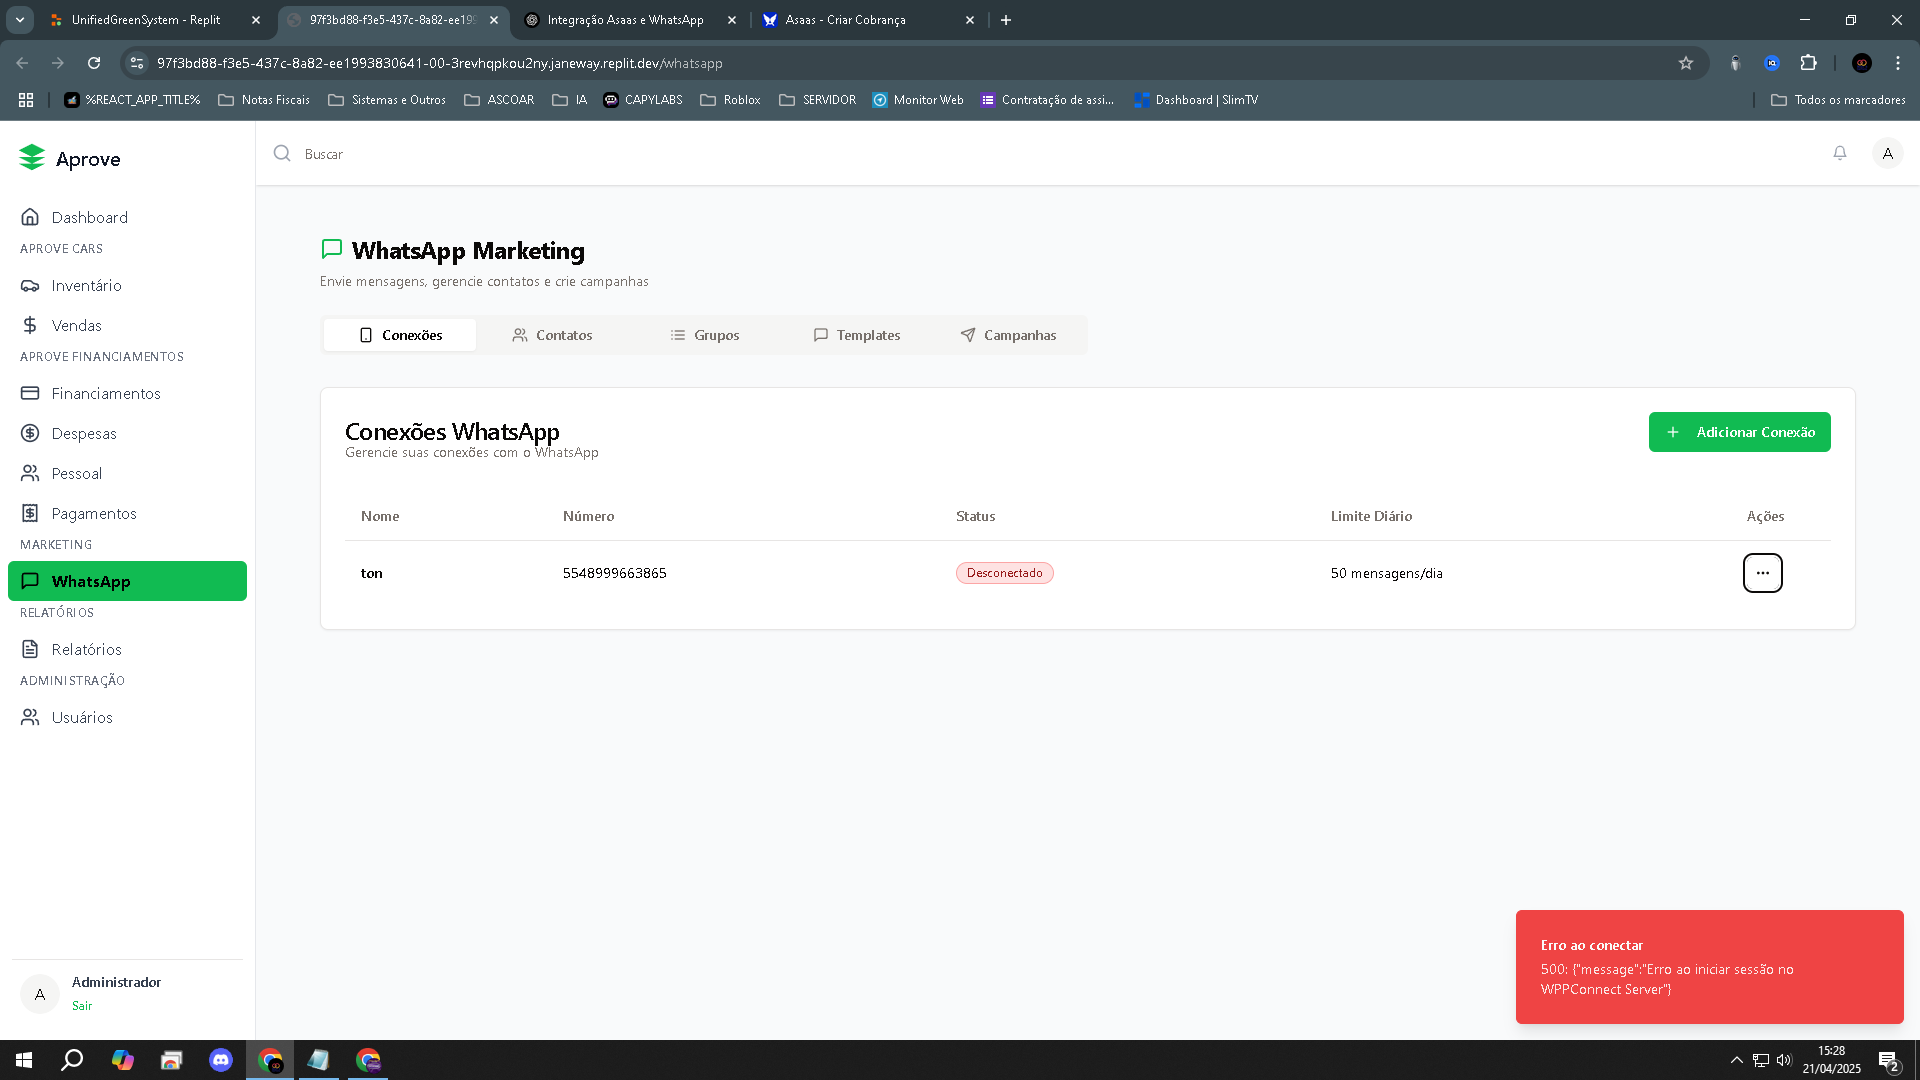 UnifiedGreenSystem - Replit
97f3bd88-f3e5-437c-8a82-ee199
Integração Asaas e WhatsApp
Asaas - Criar Cobrança
97f3bd88-f3e5-437c-8a82-ee1993830641-00-3revhqpkou2ny.janeway.replit.dev/whatsapp
%REACT_APP_TITLE%
Notas Fiscais
Sistemas e Outros
ASCOAR
IA
CAPYLABS
Roblox
SERVIDOR
Monitor Web
Contratação de assi...
Dashboard | SlimTV
Todos os marcadores
Aprove
Buscar
A
Dashboard
APROVE CARS
Inventário
Vendas
APROVE FINANCIAMENTOS
Financiamentos
Despesas
Pessoal
Pagamentos
MARKETING
WhatsApp
RELATÓRIOS
Relatórios
ADMINISTRAÇÃO
Usuários
A
Administrador
Sair
WhatsApp Marketing
Envie mensagens, gerencie contatos e crie campanhas
Conexões
Contatos
Grupos
Templates
Campanhas
Conexões WhatsApp
Gerencie suas conexões com o WhatsApp
+ Adicionar Conexão
Nome Número Status Limite Diário Ações
ton 5548999663865 Desconectado 50 mensagens/dia ...
Erro ao conectar
500: {"message":"Erro ao iniciar sessão no
WPPConnect Server"}
15:28
21/04/2025
2